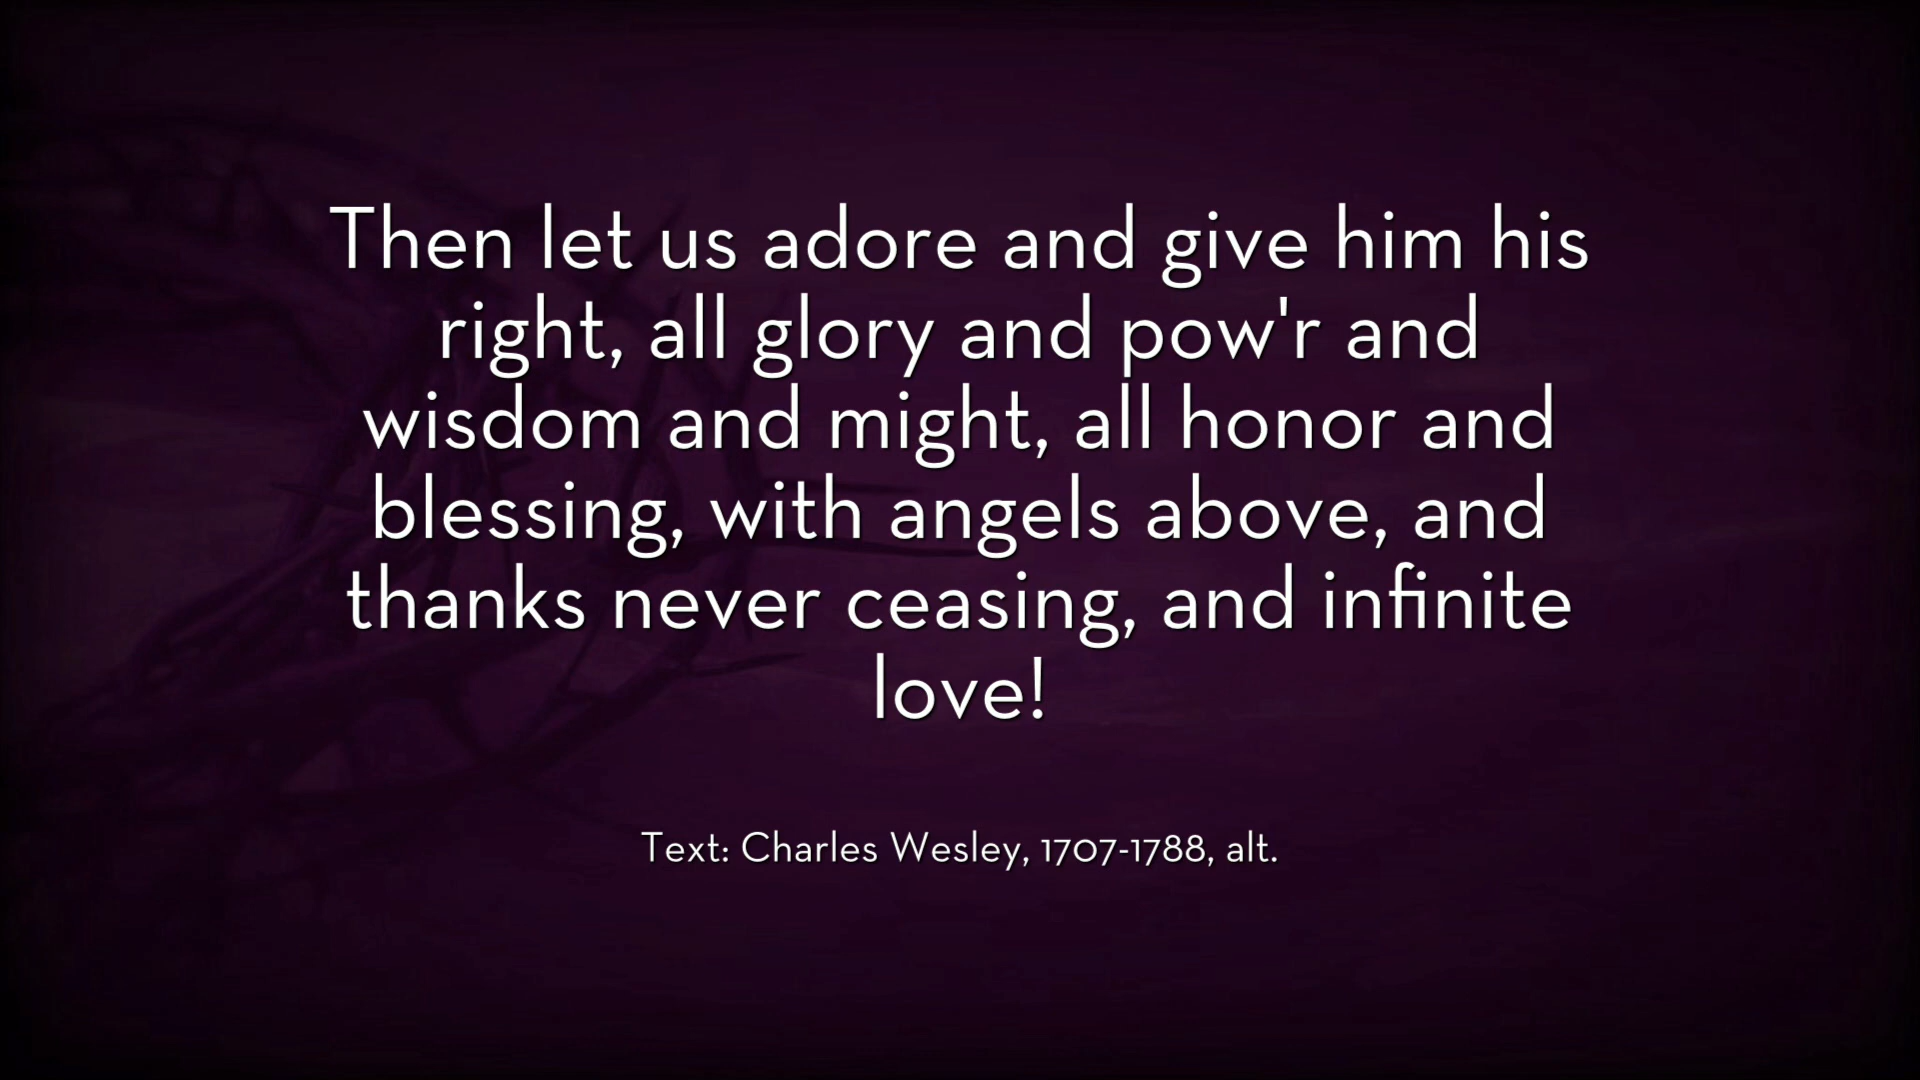 Then let us adore and give him his
right, all glory and pow'r and
wisdom and might, all honor and
blessing, with angels above, and
thanks never ceasing, and infinite
love!
Text: Charles Wesley, 1707-1788, alt.